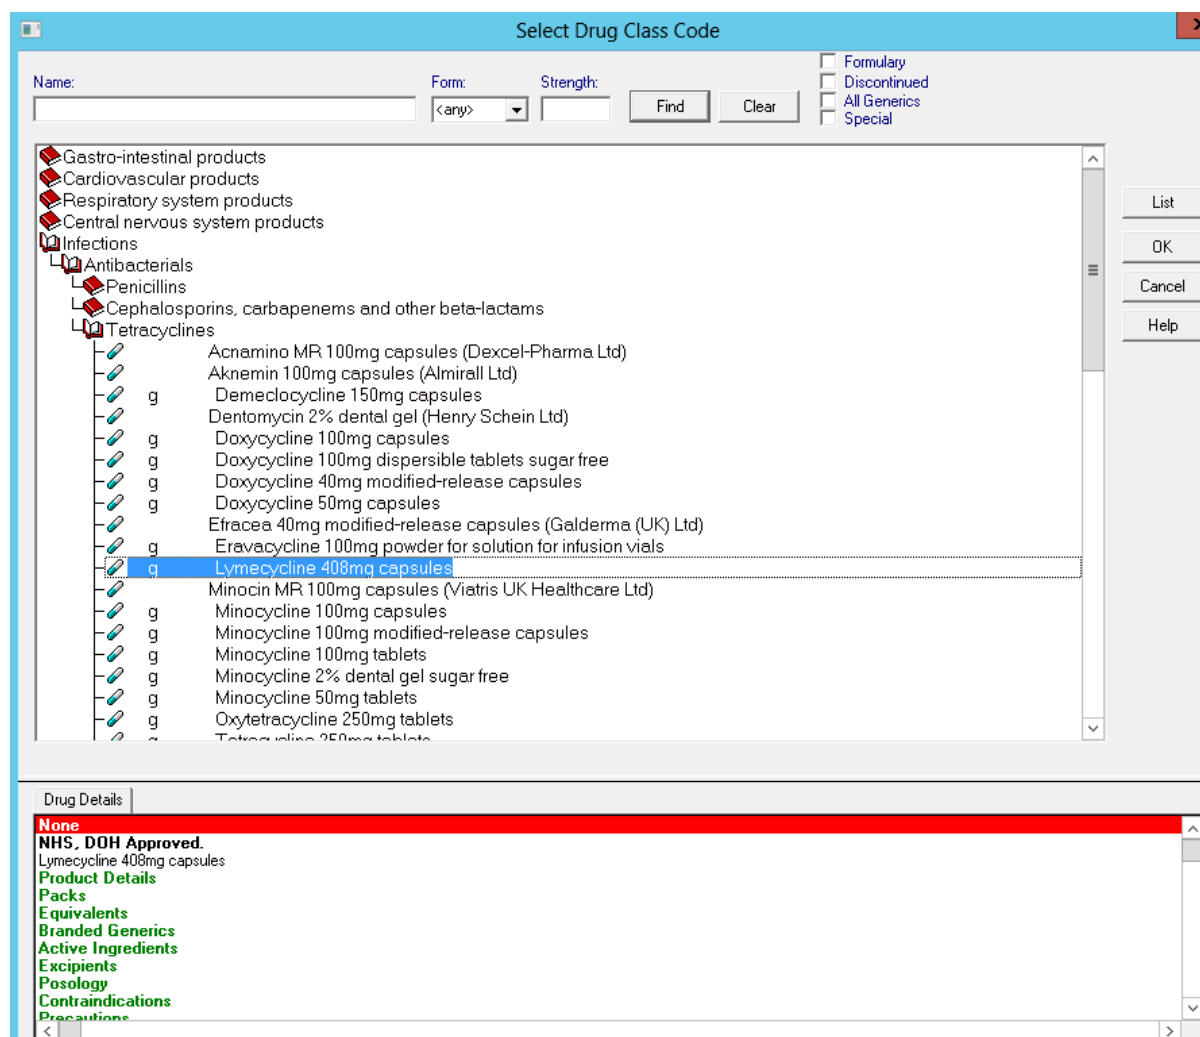 Select Drug Class Code
x
Name:
Form:
Strength:
<any>
Find
Clear
Formulary
Discontinued
All Generics
Special
Gastro-intestinal products
Cardiovascular products
Respiratory system products
Central nervous system products
Infections
Antibacterials
Penicillins
Cephalosporins, carbapenems and other beta-lactams
Tetracyclines
Acnamino MR 100mg capsules (Dexcel-Pharma Ltd)
Aknemin 100mg capsules (Almirall Ltd)
g Demeclocycline 150mg capsules
Dentomycin 2% dental gel (Henry Schein Ltd)
g Doxycycline 100mg capsules
g Doxycycline 100mg dispersible tablets sugar free
g Doxycycline 40mg modified-release capsules
g Doxycycline 50mg capsules
Efracea 40mg modified-release capsules (Galderma (UK) Ltd)
g Eravacycline 100mg powder for solution for infusion vials
g Lymecycline 408mg capsules
Minocin MR 100mg capsules (Viatris UK Healthcare Ltd)
g Minocycline 100mg capsules
g Minocycline 100mg modified-release capsules
g Minocycline 100mg tablets
g Minocycline 2% dental gel sugar free
g Minocycline 50mg tablets
g Oxytetracycline 250mg tablets
g Tetracycline 250mg tablets
List
OK
Cancel
Help
Drug Details
None
NHS, DOH Approved.
Lymecycline 408mg capsules
Product Details
Packs
Equivalents
Branded Generics
Active Ingredients
Excipients
Posology
Contraindications
Precautions